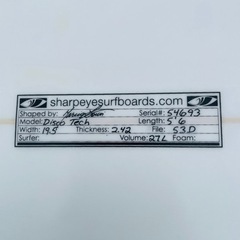 sharpeyesurfboards.com
Shaped by: Serial#: 54693
Model: Disco Tech Length: 5'6
Width: 19.5 Thickness: 2.42 File: 53.D
Surfer: Volume: 27L Foam: